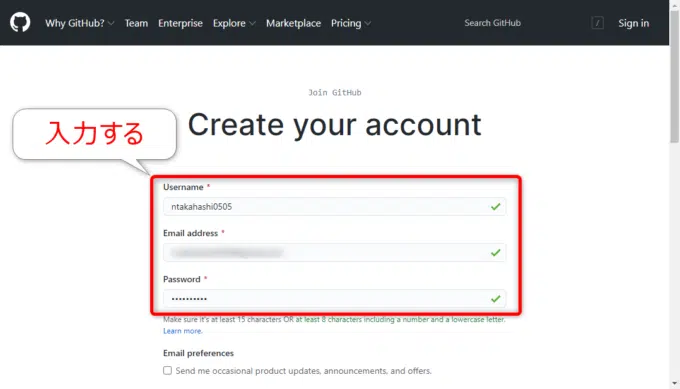 Why GitHub? Team Enterprise Explore Marketplace Pricing Search GitHub / Sign in
Join GitHub
Create your account
入力する
Username *
ntakahashi0505
Email address *
Password *
••••••••••
Make sure it's at least 15 characters OR at least 8 characters including a number and a lowercase letter.
Learn more.
Email preferences
Send me occasional product updates, announcements, and offers.